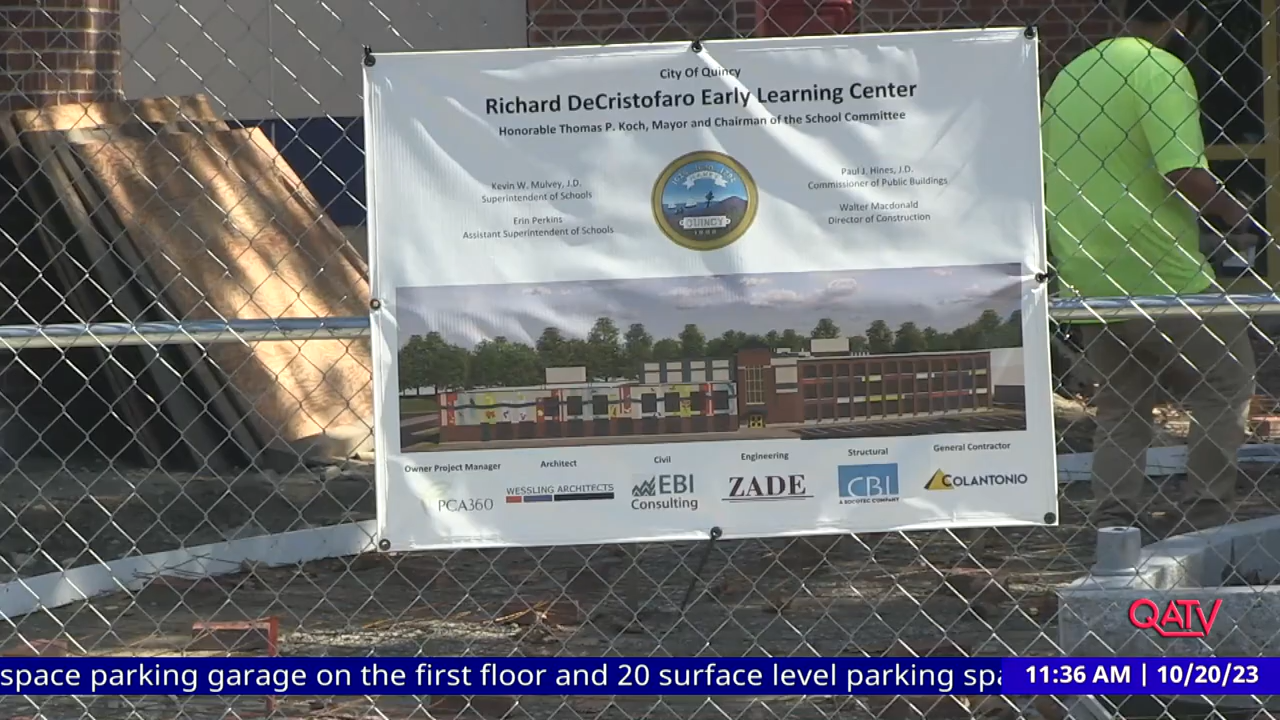 City Of Quincy
Richard DeCristofaro Early Learning Center
Honorable Thomas P. Koch, Mayor and Chairman of the School Committee
Kevin W. Mulvey, J.D.
Superintendent of Schools
Erin Perkins
Assistant Superintendent of Schools
MANET
QUINCY
Paul J. Hines, J.D.
Commissioner of Public Buildings
Walter Macdonald
Director of Construction
Owner Project Manager
PCA360
Architect
WESSLING ARCHITECTS
Civil
EBI
Consulting
Engineering
ZADE
Structural
CBI
A SOCOTEC COMPANY
General Contractor
COLANTONIO
QATV
space parking garage on the first floor and 20 surface level parking spa
11:36 AM | 10/20/23